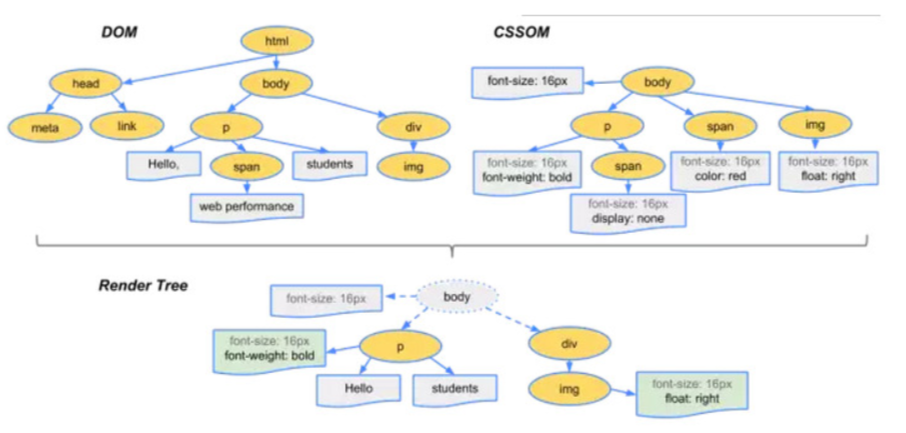 DOM
html
head
body
meta
link
p
div
Hello,
span
students
img
web performance
CSSOM
font-size: 16px
body
p
span
img
font-size: 16px
font-weight: bold
span
font-size: 16px
color: red
font-size: 16px
float: right
font-size: 16px
display: none
Render Tree
font-size: 16px
body
font-size: 16px
font-weight: bold
p
div
Hello
students
img
font-size: 16px
float: right